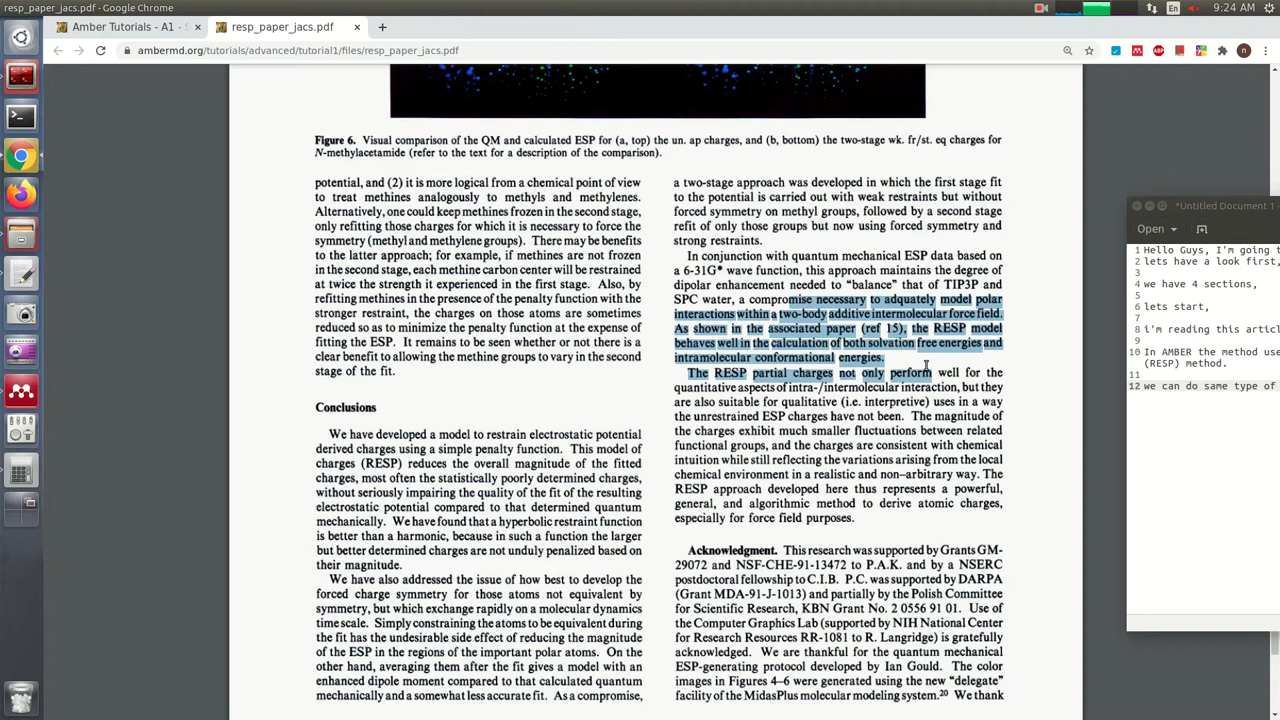 resp_paper_jacs.pdf - Google Chrome
En
9:24 AM
Amber Tutorials - A1 -
resp_paper_jacs.pdf
ambermd.org/tutorials/advanced/tutorial1/files/resp_paper_jacs.pdf
Figure 6. Visual comparison of the QM and calculated ESP for (a, top) the un. ap charges, and (b, bottom) the two-stage wk. fr/st. eq charges for
N-methylacetamide (refer to the text for a description of the comparison).
potential, and (2) it is more logical from a chemical point of view
to treat methines analogously to methyls and methylenes.
Alternatively, one could keep methines frozen in the second stage,
only refitting those charges for which it is necessary to force the
symmetry (methyl and methylene groups). There may be benefits
to the latter approach; for example, if methines are not frozen
in the second stage, each methine carbon center will be restrained
at twice the strength it experienced in the first stage. Also, by
refitting methines in the presence of the penalty function with the
stronger restraint, the charges on those atoms are sometimes
reduced so as to minimize the penalty function at the expense of
fitting the ESP. It remains to be seen whether or not there is a
clear benefit to allowing the methine groups to vary in the second
stage of the fit.
Conclusions
We have developed a model to restrain electrostatic potential
derived charges using a simple penalty function. This model of
charges (RESP) reduces the overall magnitude of the fitted
charges, most often the statistically poorly determined charges,
without seriously impairing the quality of the fit of the resulting
electrostatic potential compared to that determined quantum
mechanically. We have found that a hyperbolic restraint function
is better than a harmonic, because in such a function the larger
but better determined charges are not unduly penalized based on
their magnitude.
We have also addressed the issue of how best to develop the
forced charge symmetry for those atoms not equivalent by
symmetry, but which exchange rapidly on a molecular dynamics
time scale. Simply constraining the atoms to be equivalent during
the fit has the undesirable side effect of reducing the magnitude
of the ESP in the regions of the important polar atoms. On the
other hand, averaging them after the fit gives a model with an
enhanced dipole moment compared to that calculated quantum
mechanically and a somewhat less accurate fit. As a compromise,
a two-stage approach was developed in which the first stage fit
to the potential is carried out with weak restraints but without
forced symmetry on methyl groups, followed by a second stage
refit of only those groups but now using forced symmetry and
strong restraints.
In conjunction with quantum mechanical ESP data based on
a 6-31G* wave function, this approach maintains the degree of
dipolar enhancement needed to “balance” that of TIP3P and
SPC water, a compromise necessary to adquately model polar
interactions within a two-body additive intermolecular force field.
As shown in the associated paper (ref 15), the RESP model
behaves well in the calculation of both solvation free energies and
intramolecular conformational energies.
The RESP partial charges not only perform well for the
quantitative aspects of intra-/intermolecular interaction, but they
are also suitable for qualitative (i.e. interpretive) uses in a way
the unrestrained ESP charges have not been. The magnitude of
the charges exhibit much smaller fluctuations between related
functional groups, and the charges are consistent with chemical
intuition while still reflecting the variations arising from the local
chemical environment in a realistic and non-arbitrary way. The
RESP approach developed here thus represents a powerful,
general, and algorithmic method to derive atomic charges,
especially for force field purposes.
Acknowledgment. This research was supported by Grants GM-
29072 and NSF-CHE-91-13472 to P.A.K. and by a NSERC
postdoctoral fellowship to C.I.B. P.C. was supported by DARPA
(Grant MDA-91-J-1013) and partially by the Polish Committee
for Scientific Research, KBN Grant No. 2 0556 91 01. Use of
the Computer Graphics Lab (supported by NIH National Center
for Research Resources RR-1081 to R. Langridge) is gratefully
acknowledged. We are thankful for the quantum mechanical
ESP-generating protocol developed by Ian Gould. The color
images in Figures 4–6 were generated using the new “delegate”
facility of the MidasPlus molecular modeling system.20 We thank
*Untitled Document 1 -
Open
1 Hello Guys, I'm going t
2 lets have a look first,
3
4 we have 4 sections,
5
6 lets start,
7
8 i'm reading this artic
9
10 In AMBER the method use
(RESP) method.
11
12 we can do same type of